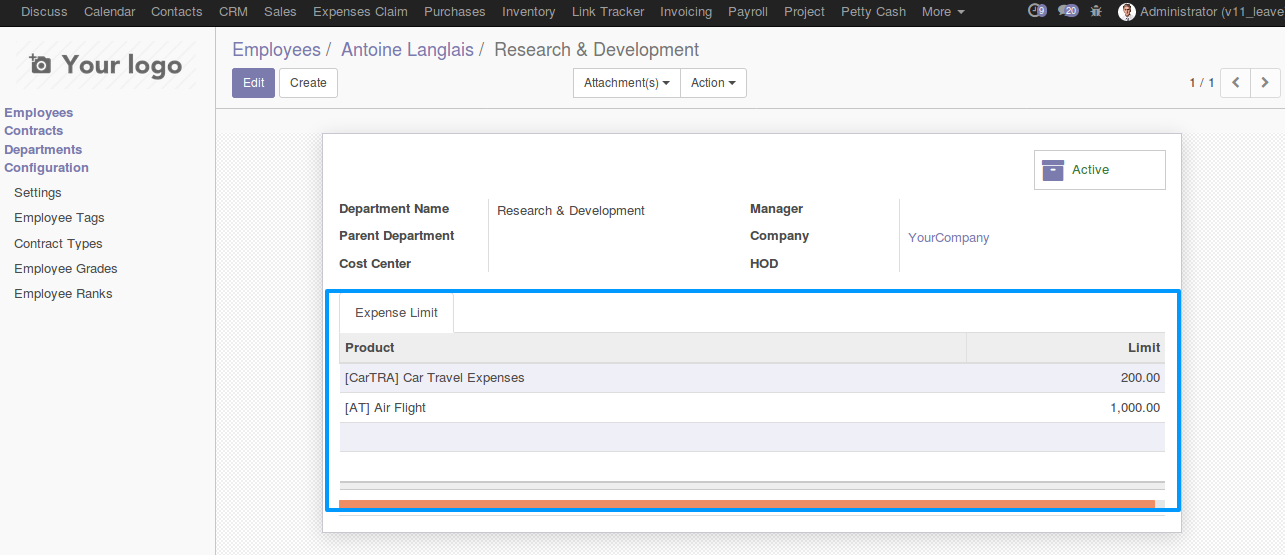 Discuss Calendar Contacts CRM Sales Expenses Claim Purchases Inventory Link Tracker Invoicing Payroll Project Petty Cash More 9 20 Administrator (v11_leave
Your logo
Employees / Antoine Langlais / Research & Development
Edit Create Attachment(s) Action 1 / 1
Employees
Contracts
Departments
Configuration
Settings
Employee Tags
Contract Types
Employee Grades
Employee Ranks
Active
Department Name Research & Development Manager
Parent Department Company YourCompany
Cost Center HOD
Expense Limit
Product Limit
[CarTRA] Car Travel Expenses 200.00
[AT] Air Flight 1,000.00